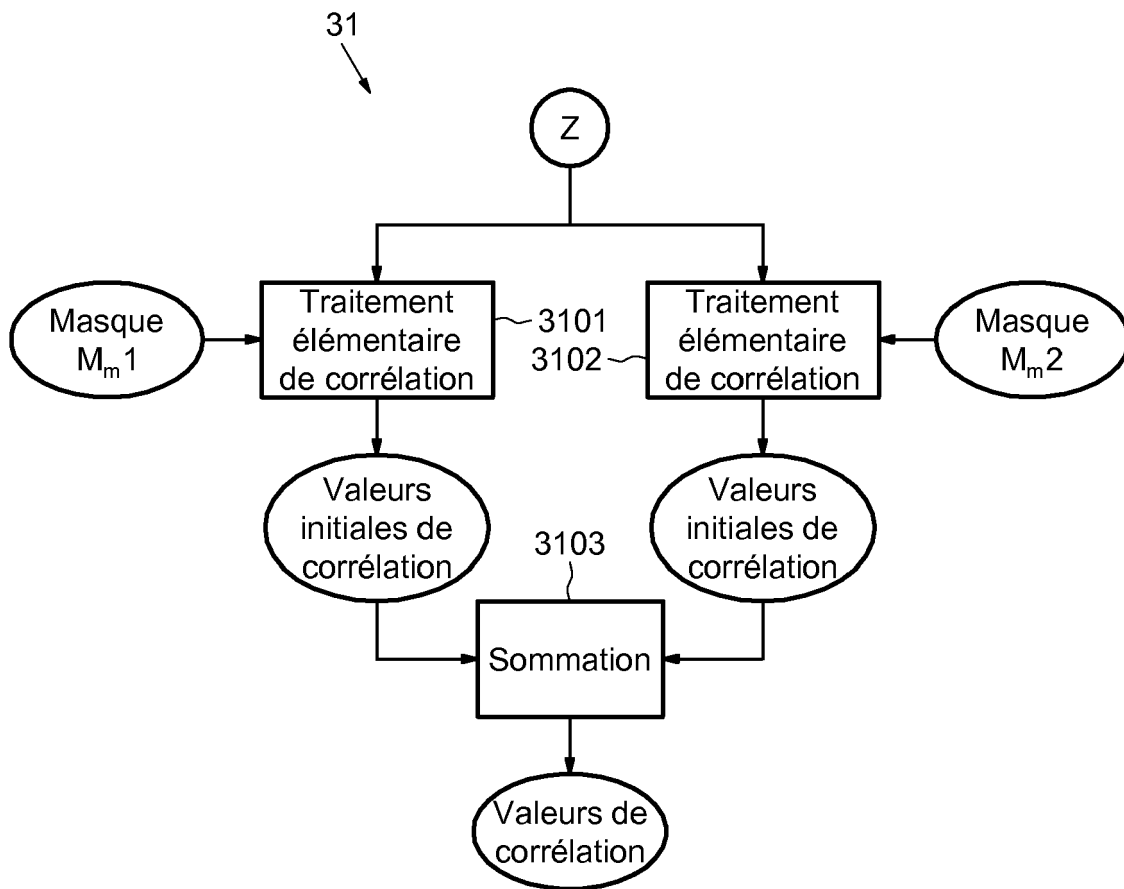 31
Z
Masque
Mm1
Traitement
élémentaire
de corrélation
3101
3102
Traitement
élémentaire
de corrélation
Masque
Mm2
Valeurs
initiales de
corrélation
Valeurs
initiales de
corrélation
3103
Sommation
Valeurs de
corrélation